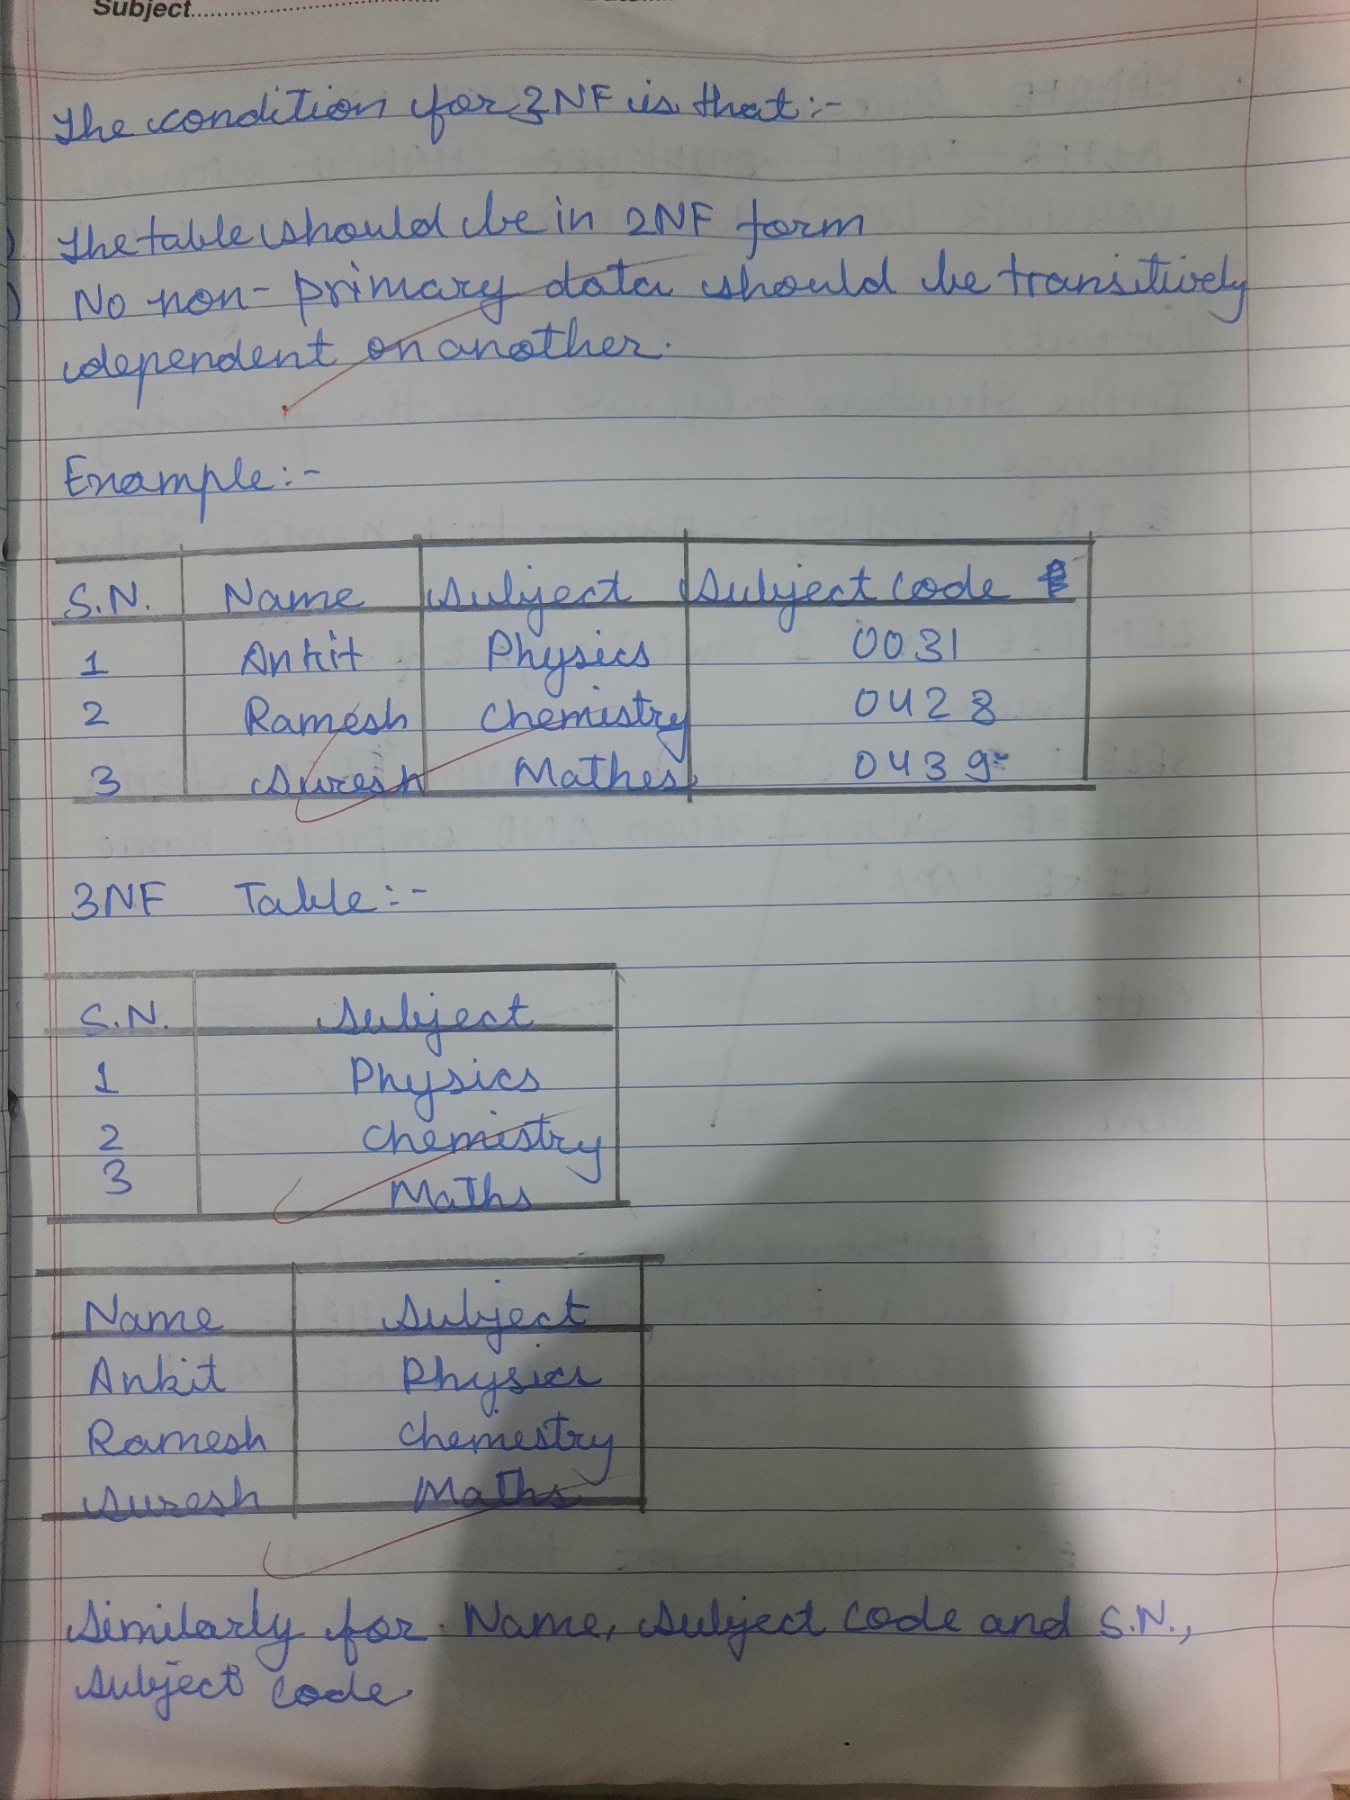 Subject
The condition for 3NF is that:-
The table should be in 2NF form
No non-primary data should be transitively
dependent on another.
Example:-
S.N. Name Subject Subject code
1 Ankit Physics 0031
2 Ramesh Chemistry 0428
3 Suresh Mathes 0439
3NF Table:-
S.N. Subject
1 Physics
2 Chemistry
3 Maths
Name Subject
Ankit Physics
Ramesh Chemestry
Suresh Maths
Similarly for Name, Subject code and S.N.,
Subject code